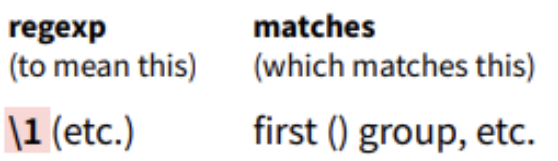 regexp matches
(to mean this) (which matches this)
\1 (etc.) first () group, etc.